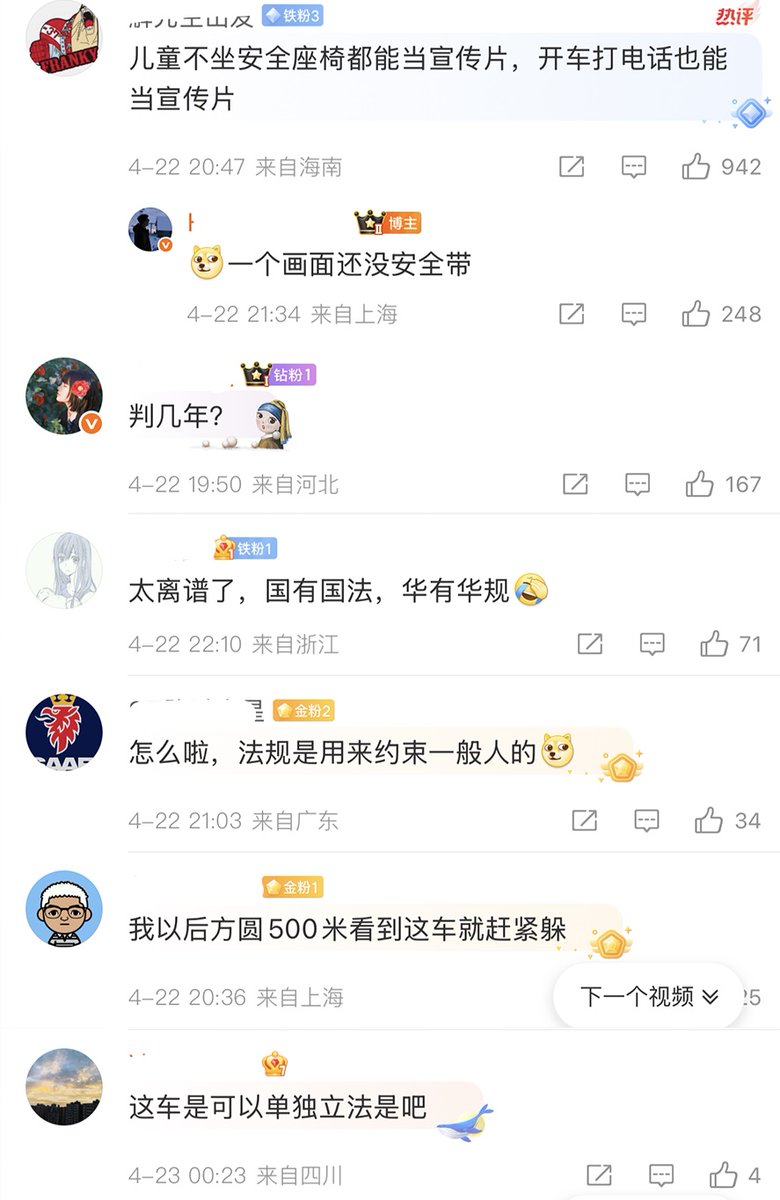 铁粉3
热评
FRANKY
儿童不坐安全座椅都能当宣传片，开车打电话也能
当宣传片
4-22 20:47 来自海南
942
II 博主
一个画面还没安全带
4-22 21:34 来自上海
248
钻粉1
判几年?
4-22 19:50 来自河北
167
铁粉1
太离谱了，国有国法，华有华规
4-22 22:10 来自浙江
71
金粉2
怎么啦，法规是用来约束一般人的
4-22 21:03 来自广东
34
金粉1
我以后方圆500米看到这车就赶紧躲
4-22 20:36 来自上海
下一个视频
25
这车是可以单独立法是吧
4-23 00:23 来自四川
4